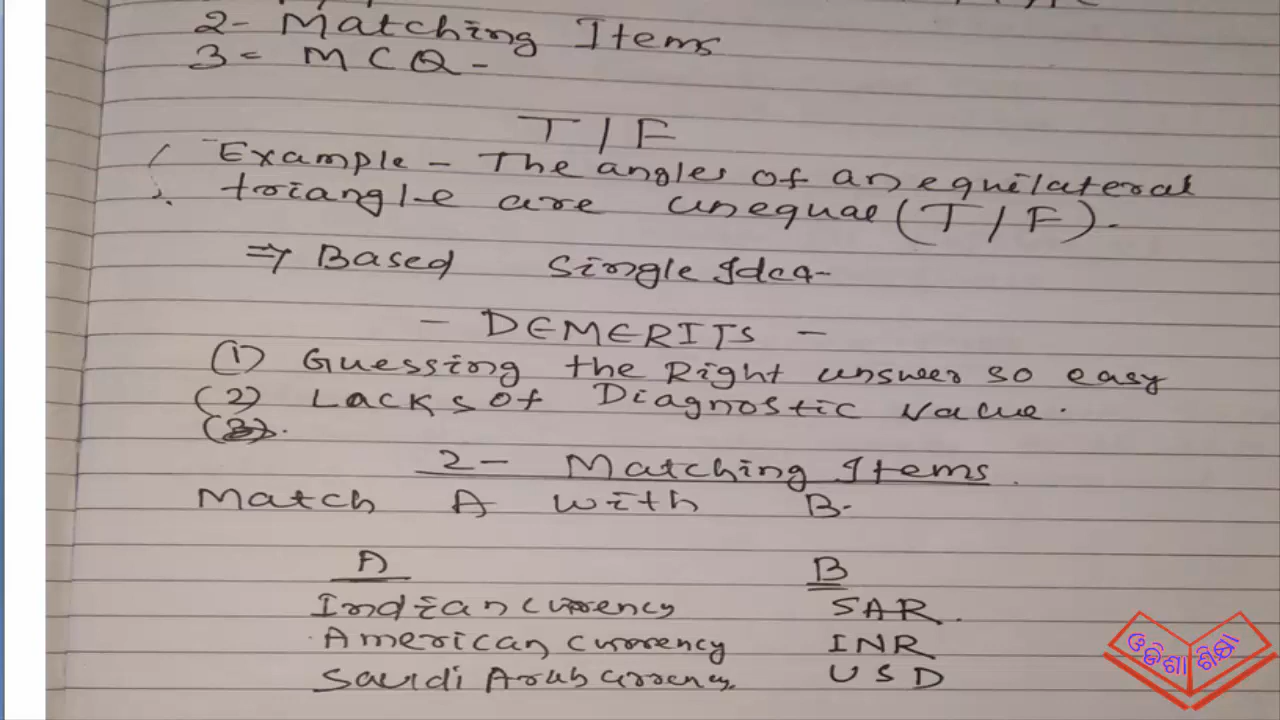 2- Matching Items
3- MCQ -
T/F
Example - The angles of an equilateral
triangle are unequal (T/F).
⇒ Based Single Idea-
- DEMERITS -
(1) Guessing the Right answer so easy
(2) Lacks of Diagnostic value.
2- Matching Items
Match A with B-
A B
Indian currency SAR.
American currency INR
Saudi Arab currency. USD
ଓଡିଶା ଶିକ୍ଷା